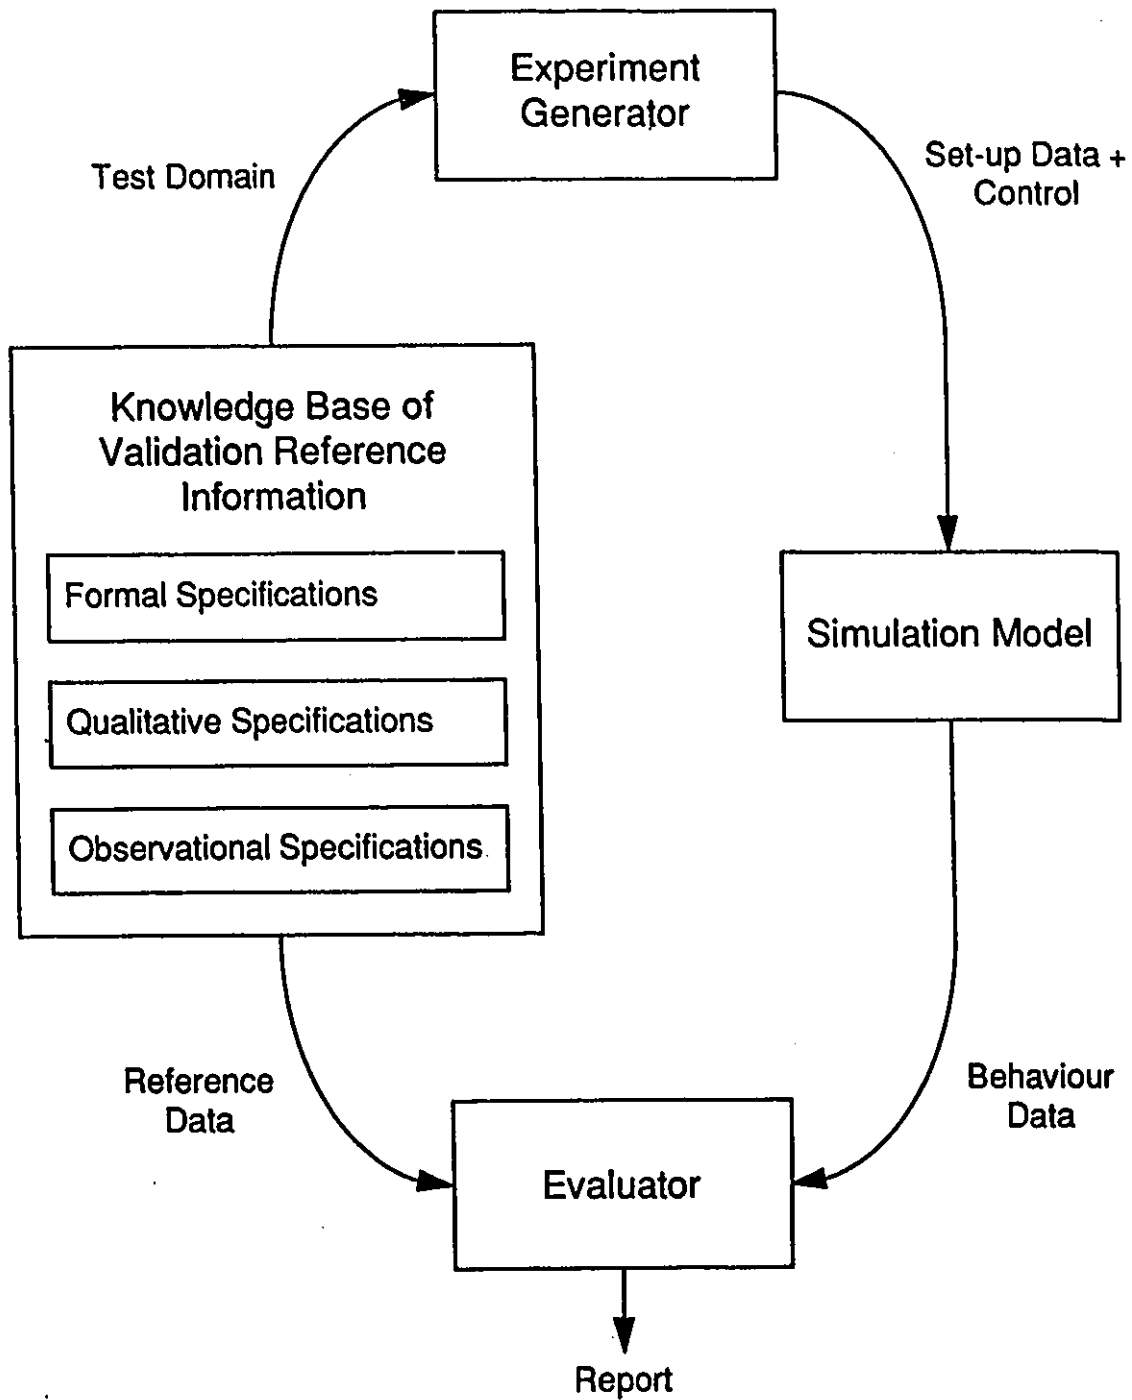 Experiment
Generator
Test Domain
Set-up Data +
Control
Knowledge Base of
Validation Reference
Information
Formal Specifications
Qualitative Specifications
Observational Specifications
Simulation Model
Reference
Data
Behaviour
Data
Evaluator
Report